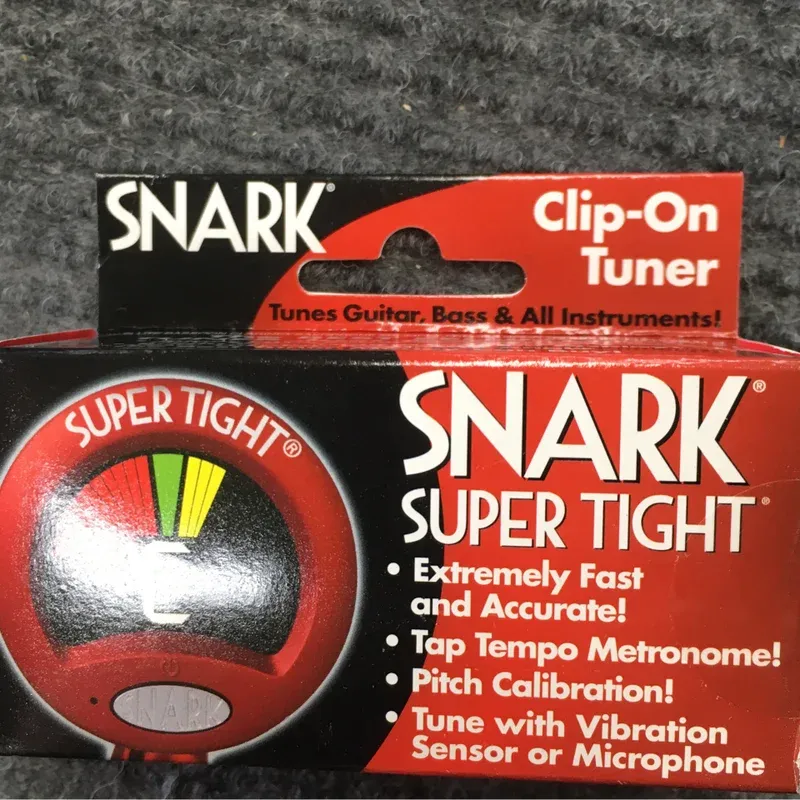 SNARK®
Clip-On
Tuner
Tunes Guitar, Bass & All Instruments!
SUPER TIGHT®
C
SNARK
SNARK®
SUPER TIGHT®
• Extremely Fast
and Accurate!
• Tap Tempo Metronome!
• Pitch Calibration!
• Tune with Vibration
Sensor or Microphone